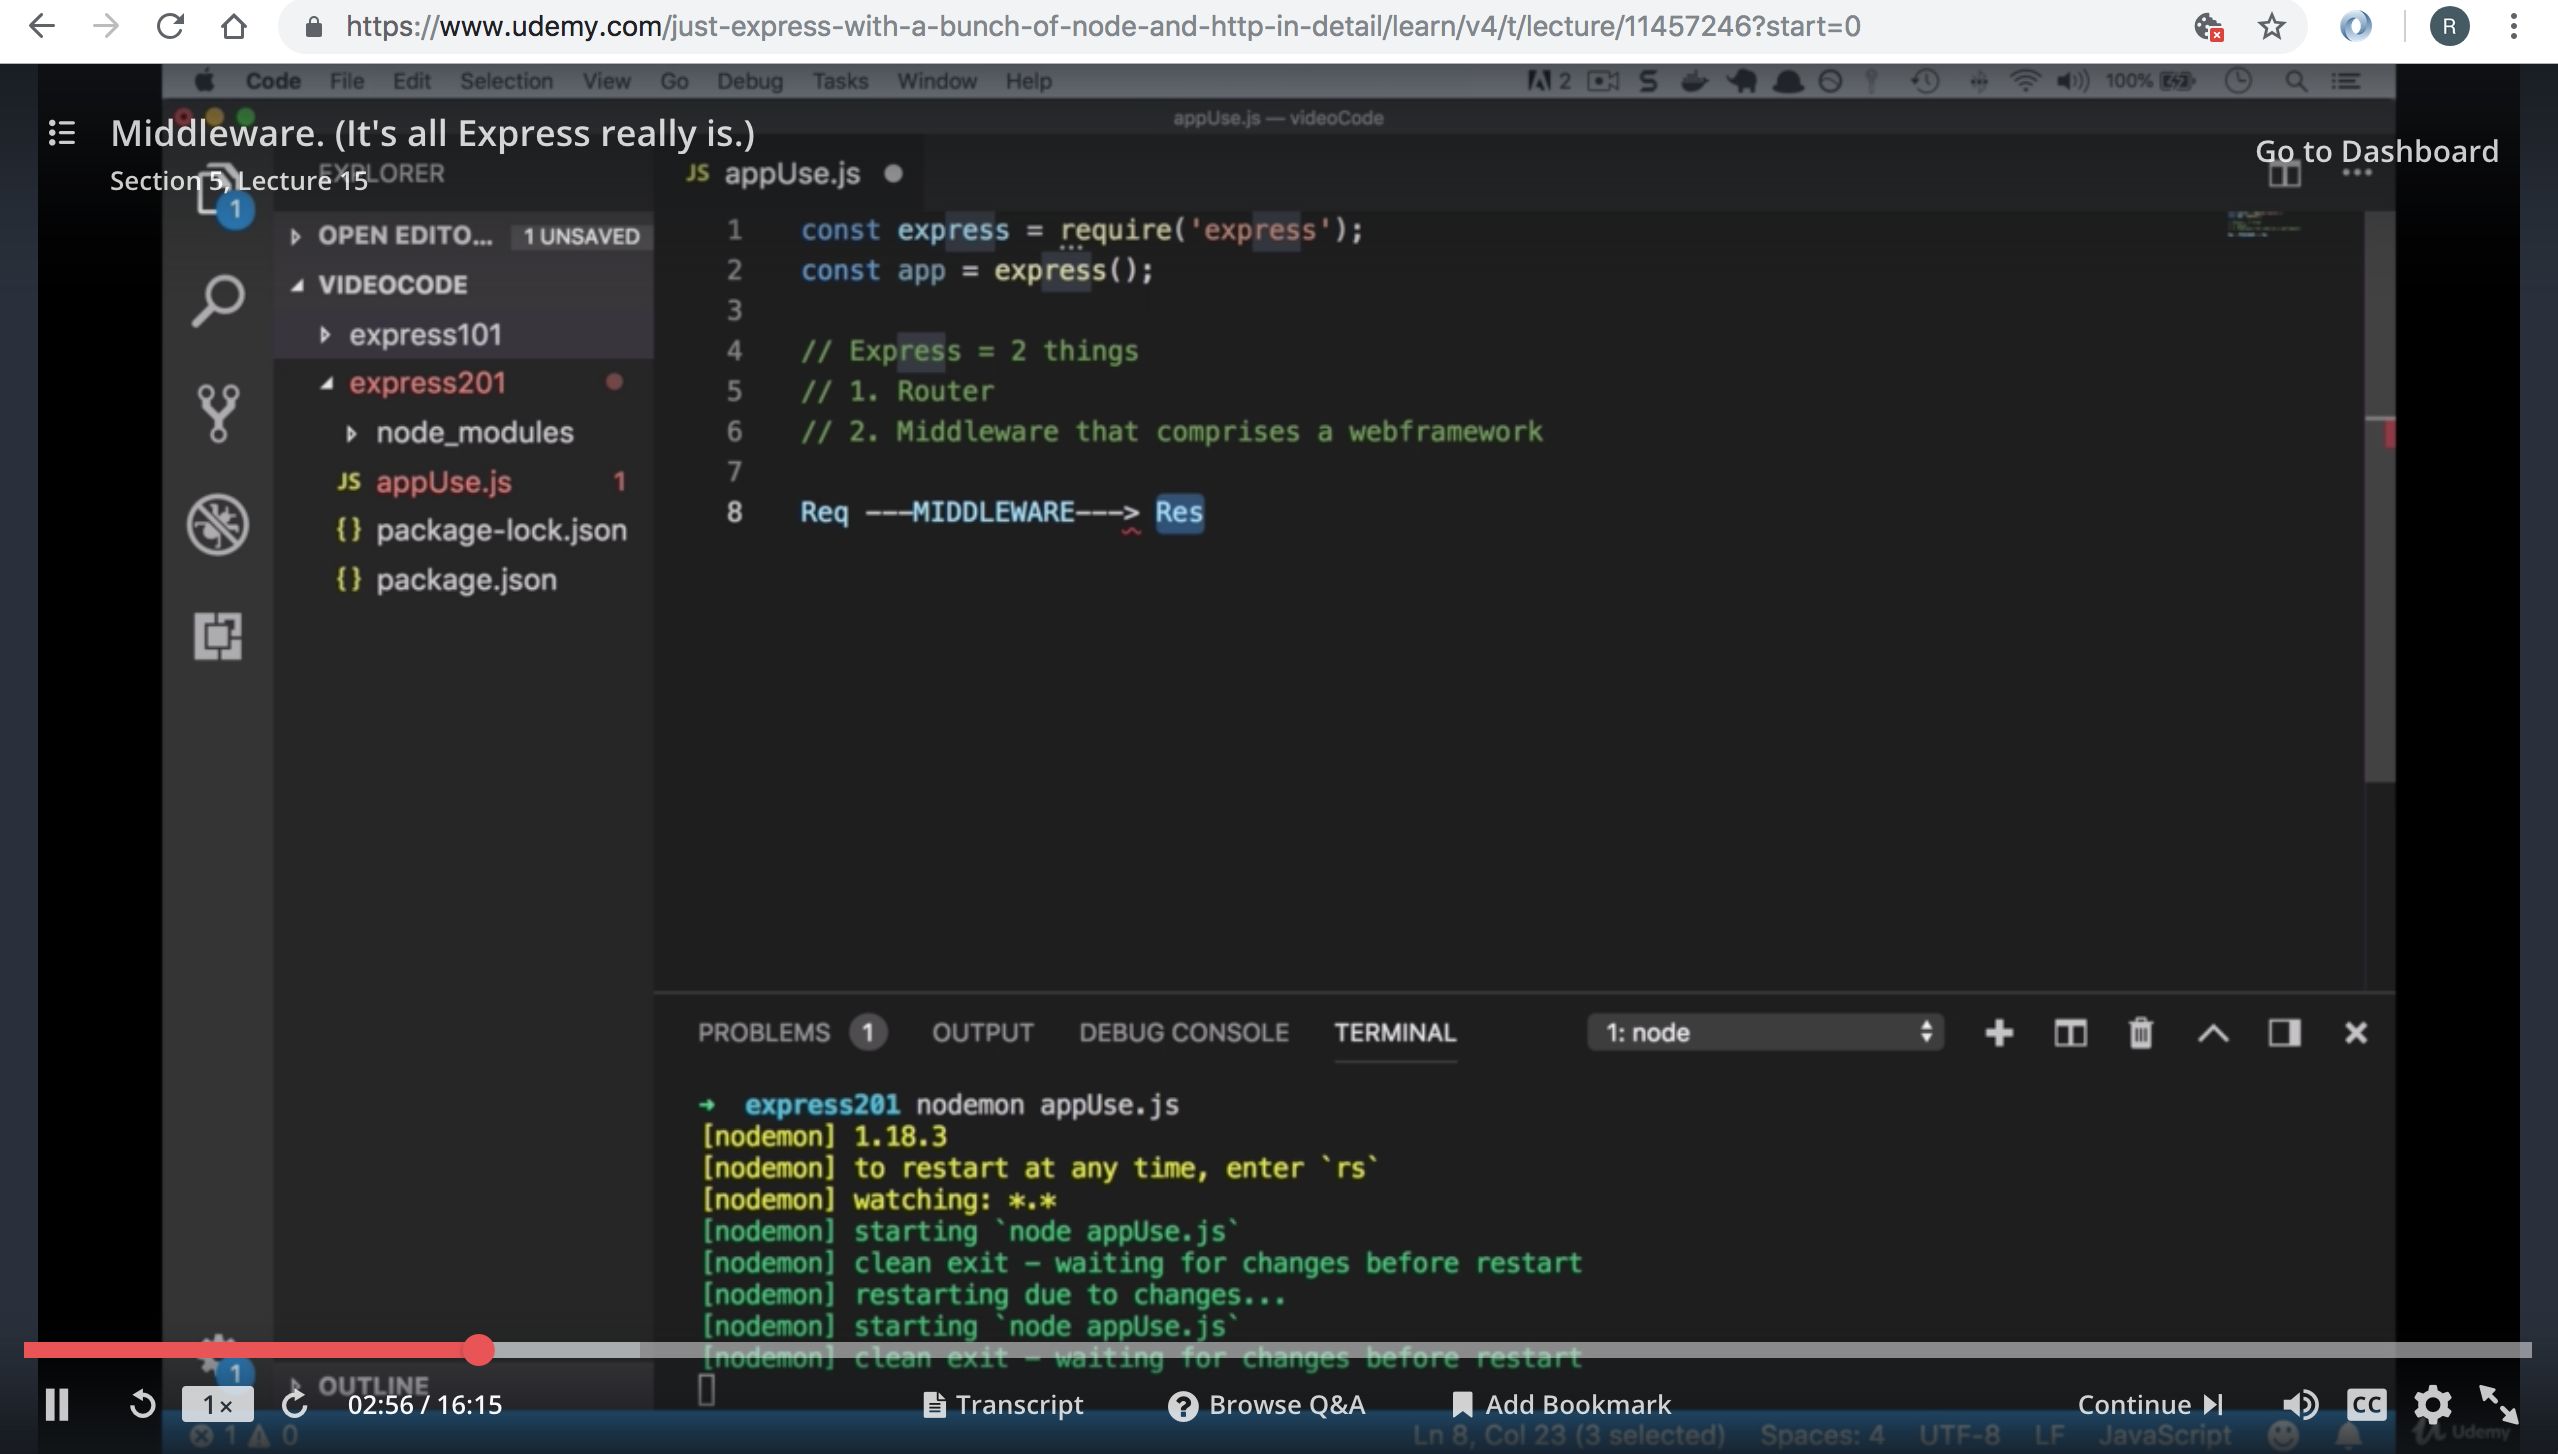 https://www.udemy.com/just-express-with-a-bunch-of-node-and-http-in-detail/learn/v4/t/lecture/11457246?start=0
R
Code File Edit Selection View Go Debug Tasks Window Help
2
100%
appUse.js — videoCode
Middleware. (It's all Express really is.)
Go to Dashboard
Section 5, Lecture 15
EXPLORER
JS appUse.js
1
OPEN EDITO... 1 UNSAVED
VIDEOCODE
express101
express201
node_modules
JS appUse.js 1
{} package-lock.json
{} package.json
OUTLINE
1 const express = require('express');
2 const app = express();
3
4 // Express = 2 things
5 // 1. Router
6 // 2. Middleware that comprises a webframework
7
8 Req ---MIDDLEWARE---> Res
PROBLEMS 1 OUTPUT DEBUG CONSOLE TERMINAL 1: node
➜ express201 nodemon appUse.js
[nodemon] 1.18.3
[nodemon] to restart at any time, enter `rs`
[nodemon] watching: *.*
[nodemon] starting `node appUse.js`
[nodemon] clean exit - waiting for changes before restart
[nodemon] restarting due to changes...
[nodemon] starting `node appUse.js`
[nodemon] clean exit - waiting for changes before restart
1
1 x 02:56 / 16:15 Transcript Browse Q&A Add Bookmark Continue CC
1 0 Ln 8, Col 23 (3 selected) Spaces: 4 UTF-8 LF JavaScript Udemy